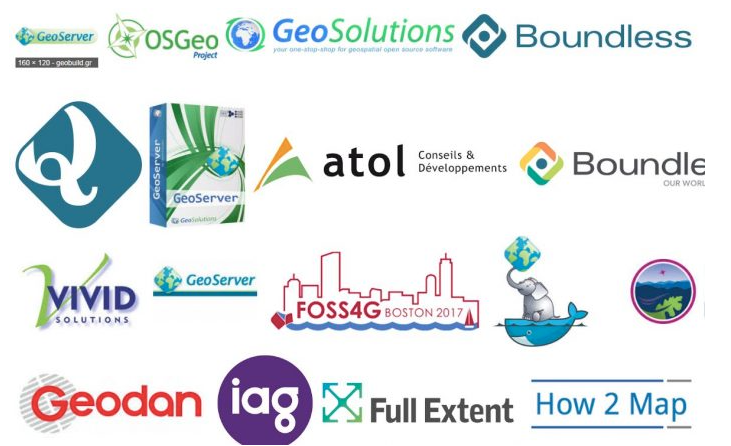 GeoServer
OSGeo
Project
GeoSolutions
your one-stop-shop for geospatial open source software
Boundless
160 × 120 - geobuild.gr
GeoServer
GeoServer
GeoSolutions
atol
Conseils &
Développements
Boundle
OUR WORL
VIVID
SOLUTIONS
GeoServer
FOSS4G BOSTON 2017
Geodan
iag
Full Extent
How 2 Map